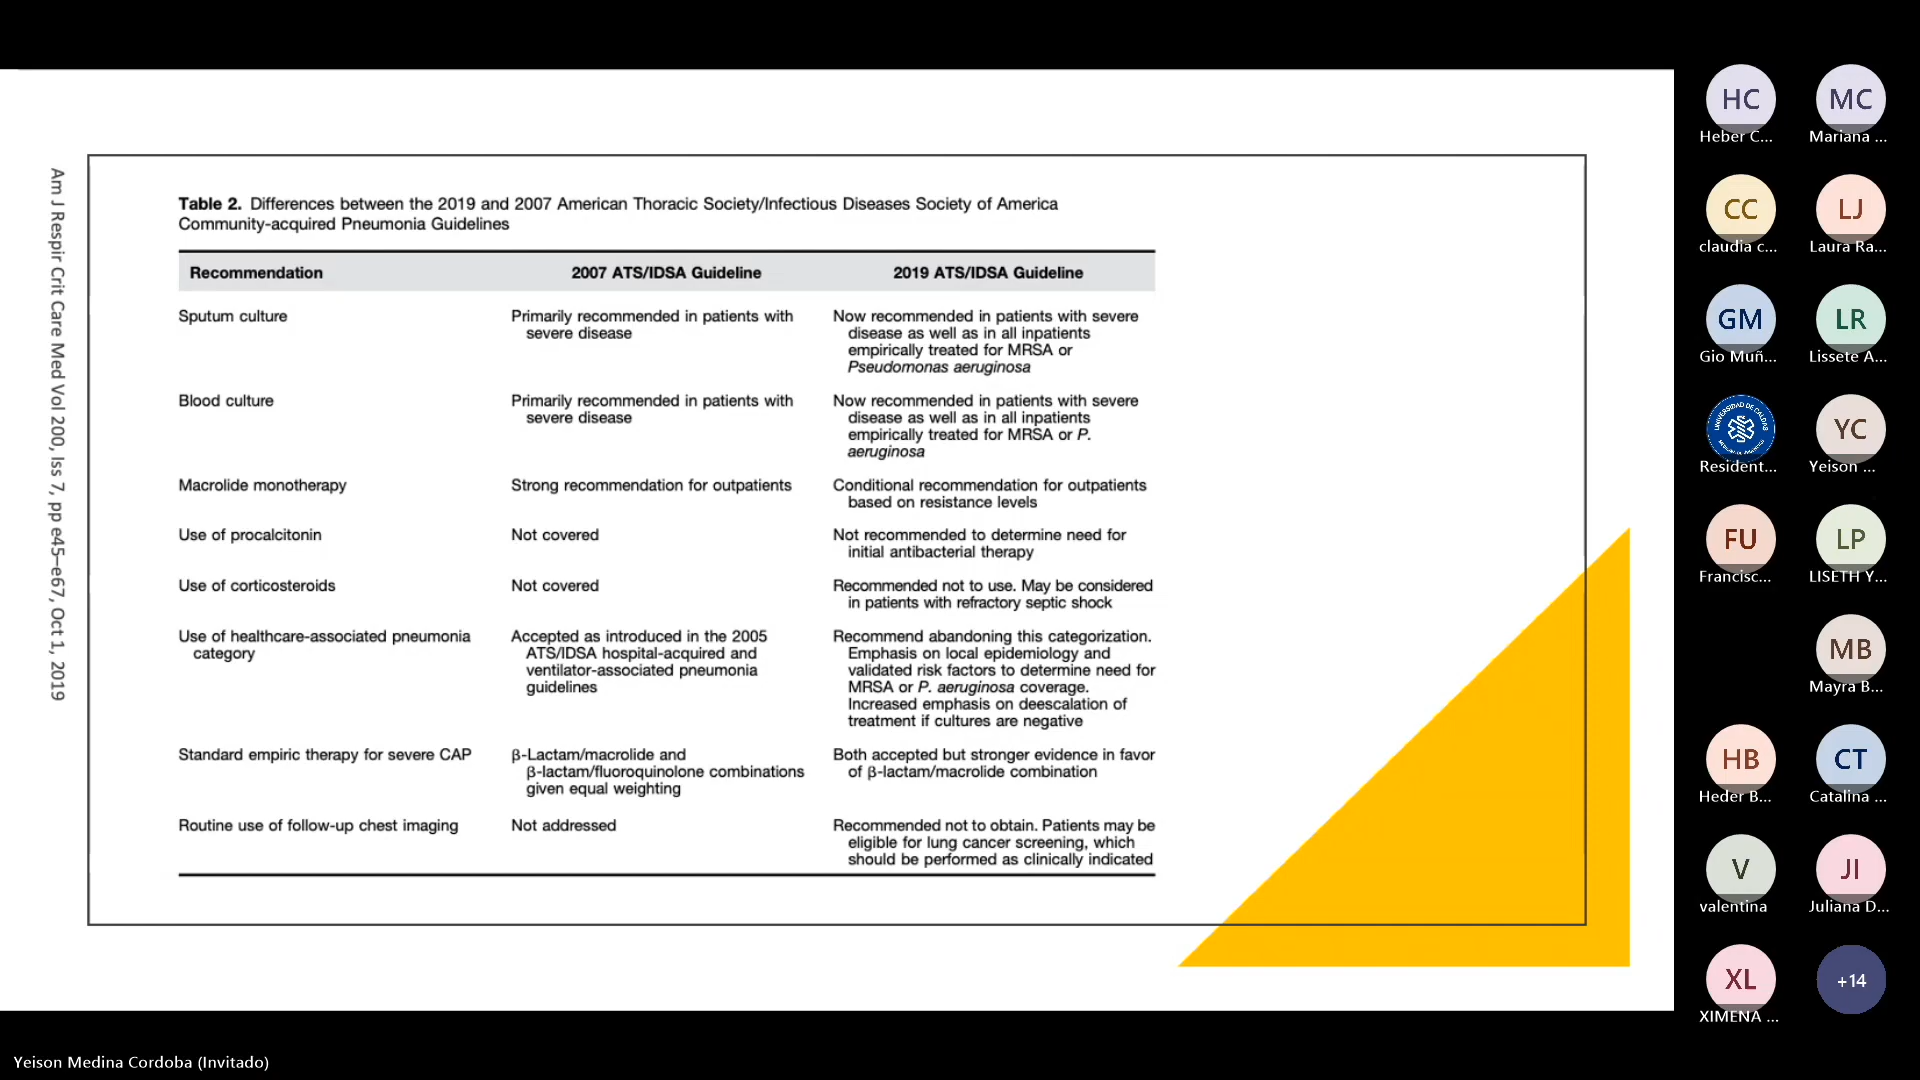 Am J Respir Crit Care Med Vol 200, Iss 7, pp e45–e67, Oct 1, 2019
Table 2. Differences between the 2019 and 2007 American Thoracic Society/Infectious Diseases Society of America
Community-acquired Pneumonia Guidelines
Recommendation 2007 ATS/IDSA Guideline 2019 ATS/IDSA Guideline
Sputum culture
Primarily recommended in patients with
severe disease
Now recommended in patients with severe
disease as well as in all inpatients
empirically treated for MRSA or
Pseudomonas aeruginosa
Blood culture
Primarily recommended in patients with
severe disease
Now recommended in patients with severe
disease as well as in all inpatients
empirically treated for MRSA or P.
aeruginosa
Macrolide monotherapy
Strong recommendation for outpatients
Conditional recommendation for outpatients
based on resistance levels
Use of procalcitonin
Not covered
Not recommended to determine need for
initial antibacterial therapy
Use of corticosteroids
Not covered
Recommended not to use. May be considered
in patients with refractory septic shock
Use of healthcare-associated pneumonia
category
Accepted as introduced in the 2005
ATS/IDSA hospital-acquired and
ventilator-associated pneumonia
guidelines
Recommend abandoning this categorization.
Emphasis on local epidemiology and
validated risk factors to determine need for
MRSA or P. aeruginosa coverage.
Increased emphasis on deescalation of
treatment if cultures are negative
Standard empiric therapy for severe CAP
β-Lactam/macrolide and
β-lactam/fluoroquinolone combinations
given equal weighting
Both accepted but stronger evidence in favor
of β-lactam/macrolide combination
Routine use of follow-up chest imaging
Not addressed
Recommended not to obtain. Patients may be
eligible for lung cancer screening, which
should be performed as clinically indicated
HC MC
Heber C... Mariana ...
CC LJ
claudia c... Laura Ra...
GM LR
Gio Muñ... Lissete A...
UNIVERSIDAD DE CALDAS
YC
Resident... Yeison ...
FU LP
Francisc... LISETH Y...
MB
Mayra B...
HB CT
Heder B... Catalina ...
V JI
valentina Juliana D...
XL +14
XIMENA ...
Yeison Medina Cordoba (Invitado)